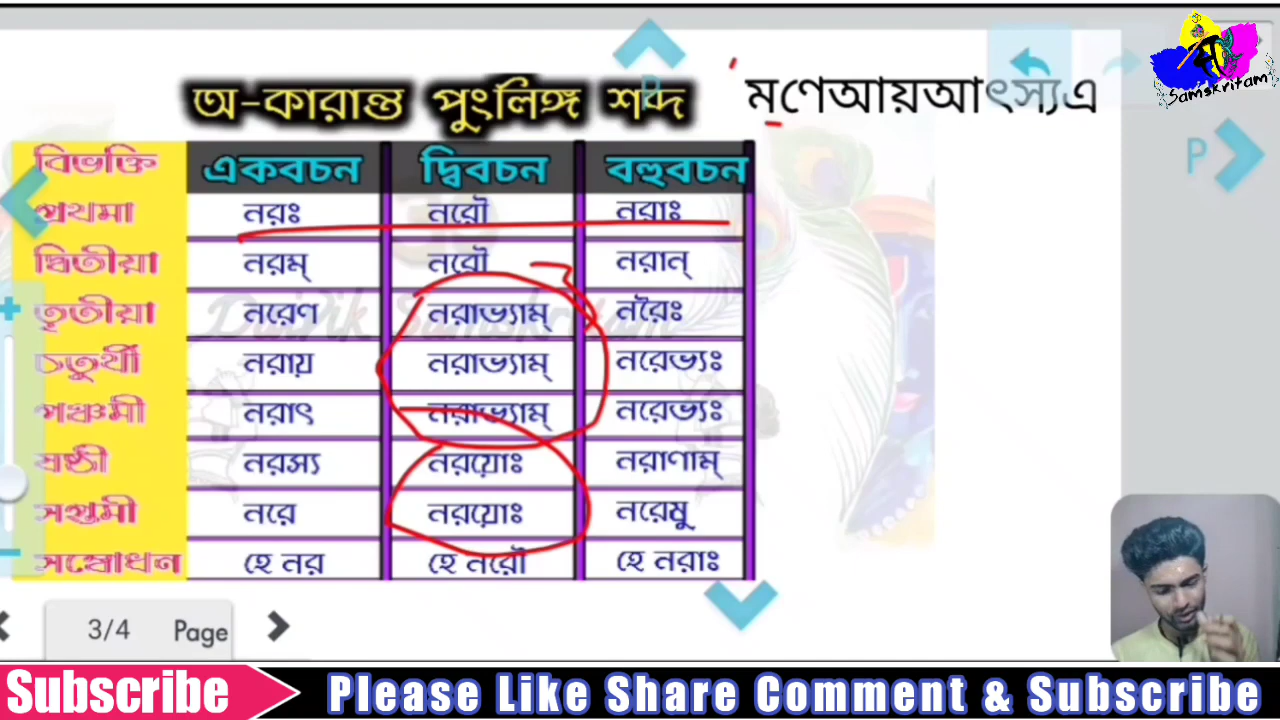 Samskritam
অ-কারান্ত পুংলিঙ্গ শব্দ
মণেআয়আৎস্যএ
P
P
বিভক্তি একবচন দ্বিবচন বহুবচন
প্রথমা নরঃ নরৌ নরাঃ
দ্বিতীয়া নরম্ নরৌ নরান্
তৃতীয়া নরেণ নরাভ্যাম্ নরৈঃ
চতুর্থী নরায় নরাভ্যাম্ নরেভ্যঃ
পঞ্চমী নরাৎ নরাভ্যাম্ নরেভ্যঃ
ষষ্ঠী নরস্য নরয়োঃ নরাণাম্
সপ্তমী নরে নরয়োঃ নরেষু
সম্বোধন হে নর হে নরৌ হে নরাঃ
3/4 Page
Subscribe Please Like Share Comment & Subscribe